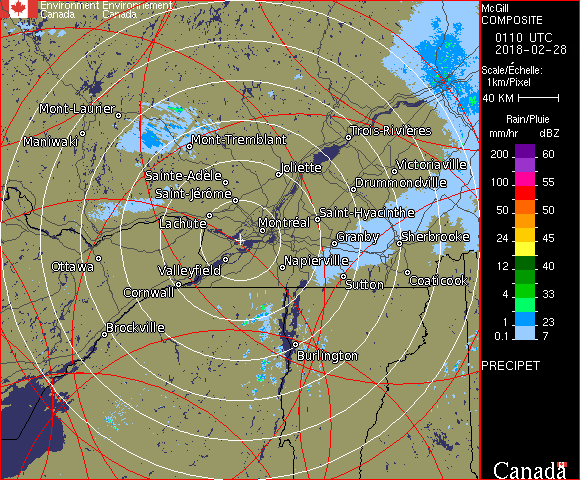 Environment Environnement
Canada Canada
McGill
COMPOSITE
0110 UTC
2018-02-28
Scale/Échelle:
1km/Pixel
40 KM
Rain/Pluie
mm/hr dBZ
200 60
100 55
50 50
24 45
12 40
4 33
1 23
0.1 7
PRECIPET
Mont-Laurier
Maniwaki
Mont-Tremblant
Trois-Rivières
Sainte-Adèle
Joliette
Victoriaville
Saint-Jérôme
Drummondville
Lachute
Montréal
Saint-Hyacinthe
Granby
Sherbrooke
Ottawa
Valleyfield
Napierville
Cornwall
Sutton
Coaticook
Brockville
Burlington
Canada